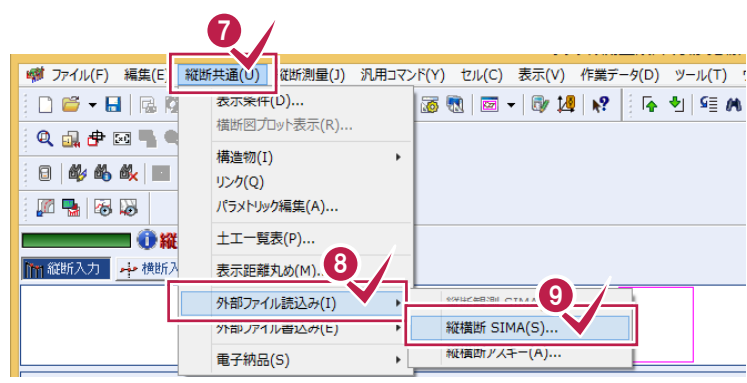 7
ファイル(F) 編集(E) 縦断共通(U) 縦断測量(J) 汎用コマンド(Y) セル(C) 表示(V) 作業データ(D) ツール(T)
表示条件(D)...
横断図プロット表示(R)...
構造物(I)
リンク(Q)
パラメトリック編集(A)...
土工一覧表(P)...
縦
縦断入力 横断入
表示距離丸め(M)...
8
外部ファイル読込み(I)
9
縦横断 SIMA(S)...
外部ファイル書込み(E)
縦横断アスキー(A)...
電子納品(S)